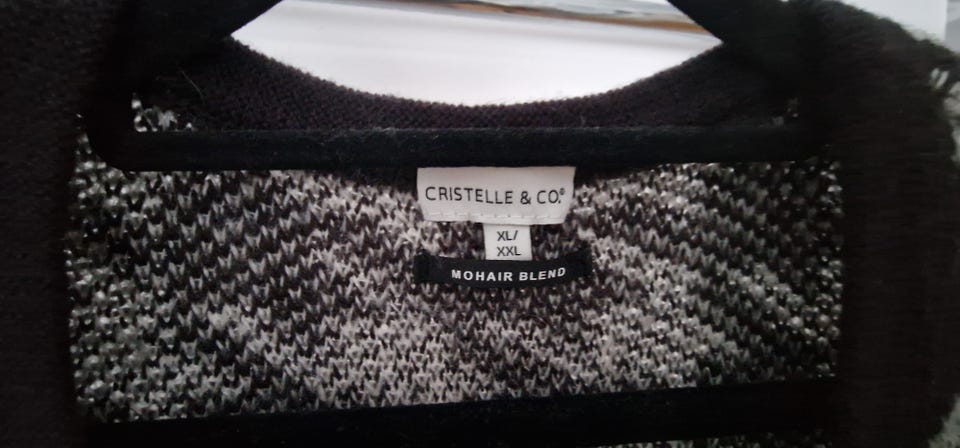 CRISTELLE & CO.®
XL/
XXL
MOHAIR BLEND